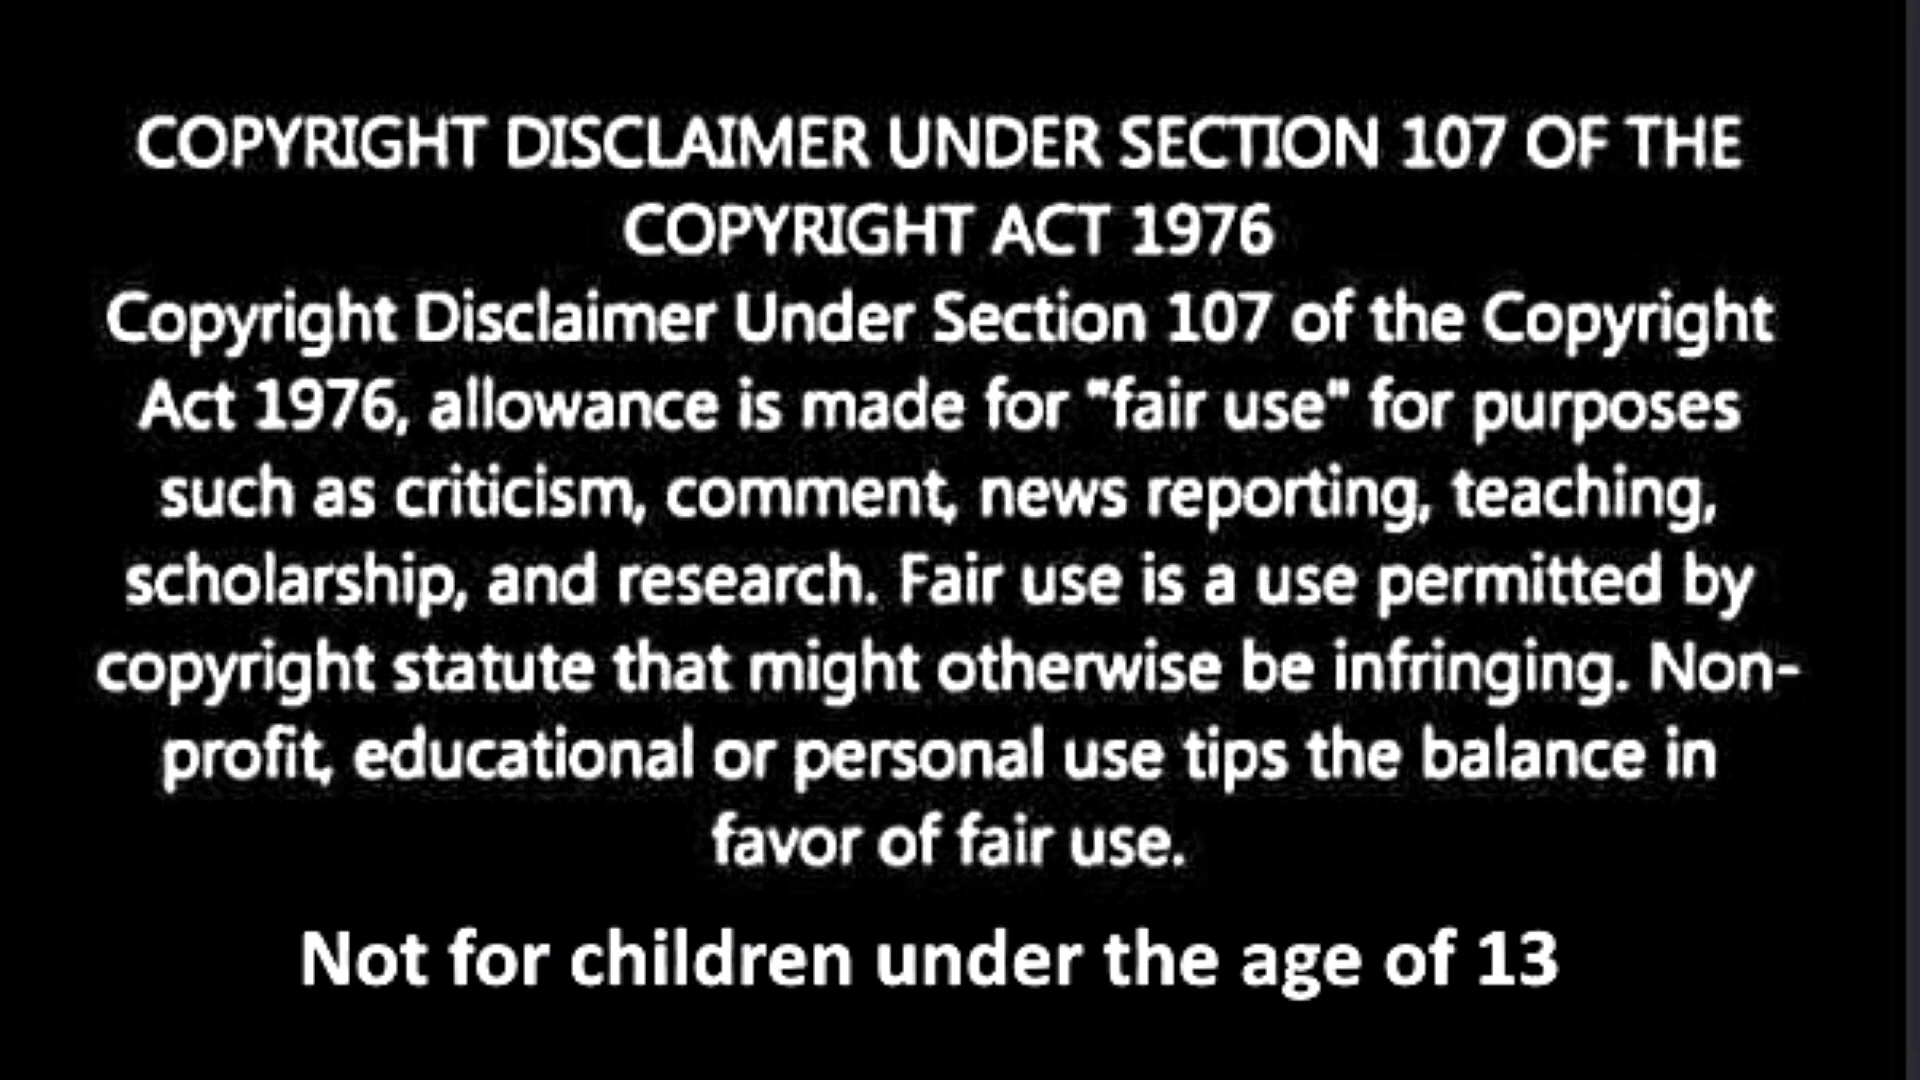 COPYRIGHT DISCLAIMER UNDER SECTION 107 OF THE
COPYRIGHT ACT 1976
Copyright Disclaimer Under Section 107 of the Copyright
Act 1976, allowance is made for "fair use" for purposes
such as criticism, comment, news reporting, teaching,
scholarship, and research. Fair use is a use permitted by
copyright statute that might otherwise be infringing. Non-
profit, educational or personal use tips the balance in
favor of fair use.
Not for children under the age of 13